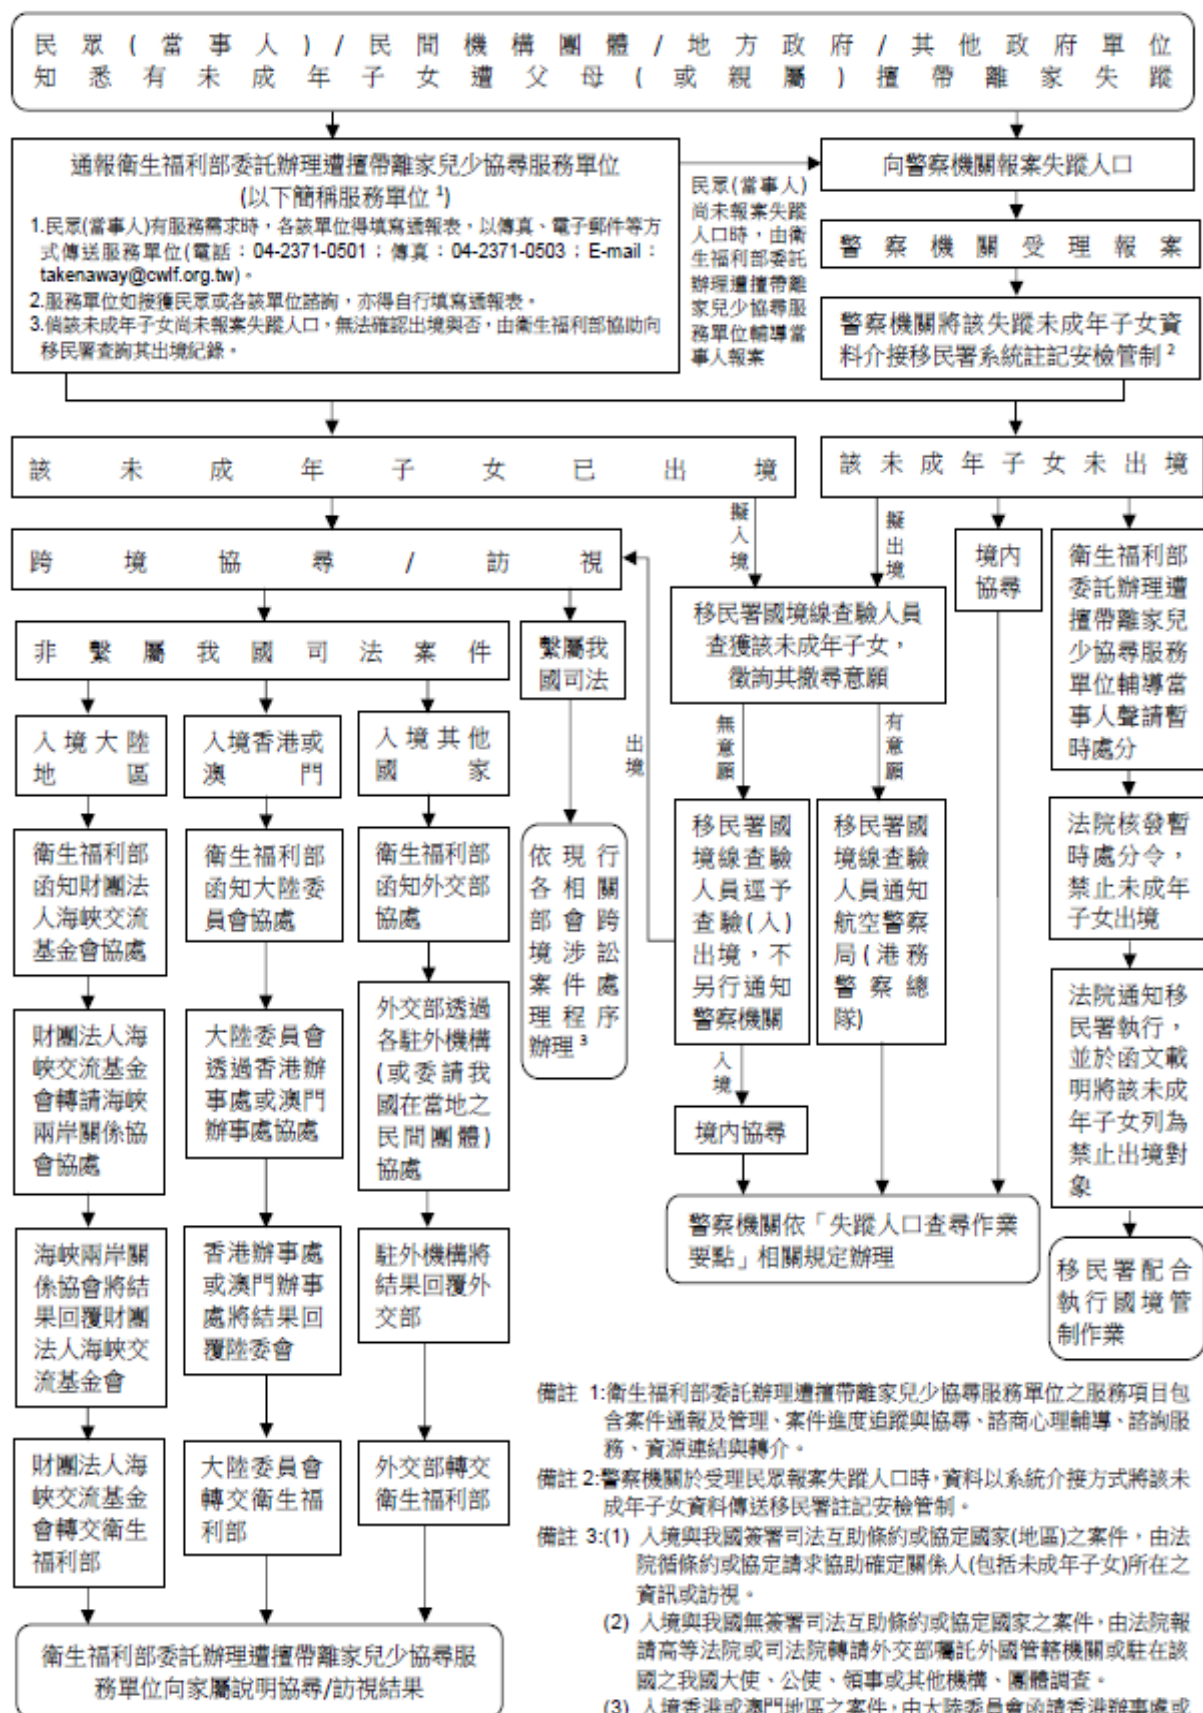 民眾(當事人)/民間機構團體/地方政府/其他政府單位
知悉有未成年子女遭父母(或親屬)擅帶離家失蹤
通報衛生福利部委託辦理遭擅帶離家兒少協尋服務單位
(以下簡稱服務單位 1)
1.民眾(當事人)有服務需求時，各該單位得填寫通報表，以傳真、電子郵件等方
式傳送服務單位(電話：04-2371-0501；傳真：04-2371-0503；E-mail：
takenaway@cwlf.org.tw)。
2.服務單位如接獲民眾或各該單位諮詢，亦得自行填寫通報表。
3.倘該未成年子女尚未報案失蹤人口，無法確認出境與否，由衛生福利部協助向
移民署查詢其出境紀錄。
民眾(當事人)
尚未報案失蹤
人口時，由衛
生福利部委託
辦理遭擅帶離
家兒少協尋服
務單位輔導當
事人報案
向警察機關報案失蹤人口
警察機關受理報案
警察機關將該失蹤未成年子女資
料介接移民署系統註記安檢管制 2
該未成年子女已出境
該未成年子女未出境
跨境協尋/訪視
擬入境
擬出境
境內
協尋
衛生福利部
委託辦理遭
擅帶離家兒
少協尋服務
單位輔導當
事人聲請暫
時處分
非繫屬我國司法案件
繫屬我
國司法
移民署國境線查驗人員
查獲該未成年子女，
徵詢其撤尋意願
入境大陸
地區
入境香港或
澳門
入境其他
國家
出境
無意願
有意願
衛生福利部
函知財團法
人海峽交流
基金會協處
衛生福利部
函知大陸委
員會協處
衛生福利部
函知外交部
協處
依現行
各相關
部會跨
境涉訟
案件處
理程序
辦理 3
移民署國
境線查驗
人員逕予
查驗(入)
出境，不
另行通知
警察機關
移民署國
境線查驗
人員通知
航空警察
局(港務
警察總
隊)
法院核發暫
時處分令，
禁止未成年
子女出境
財團法人海
峽交流基金
會轉請海峽
兩岸關係協
會協處
大陸委員會
透過香港辦
事處或澳門
辦事處協處
外交部透過
各駐外機構
(或委請我
國在當地之
民間團體)
協處
入境
境內協尋
法院通知移
民署執行，
並於函文載
明將該未成
年子女列為
禁止出境對
象
警察機關依「失蹤人口查尋作業
要點」相關規定辦理
移民署配合
執行國境管
制作業
海峽兩岸關
係協會將結
果回覆財團
法人海峽交
流基金會
香港辦事處
或澳門辦事
處將結果回
覆陸委會
駐外機構將
結果回覆外
交部
財團法人海
峽交流基金
會轉交衛生
福利部
大陸委員會
轉交衛生福
利部
外交部轉交
衛生福利部
衛生福利部委託辦理遭擅帶離家兒少協尋服
務單位向家屬說明協尋/訪視結果
備註 1:衛生福利部委託辦理遭擅帶離家兒少協尋服務單位之服務項目包
含案件通報及管理、案件進度追蹤與協尋、諮商心理輔導、諮詢服
務、資源連結與轉介。
備註 2:警察機關於受理民眾報案失蹤人口時，資料以系統介接方式將該未
成年子女資料傳送移民署註記安檢管制。
備註 3:(1) 入境與我國簽署司法互助條約或協定國家(地區)之案件，由法
院循條約或協定請求協助確定關係人(包括未成年子女)所在之
資訊或訪視。
(2) 入境與我國無簽署司法互助條約或協定國家之案件，由法院報
請高等法院或司法院轉請外交部囑託外國管轄機關或駐在該
國之我國大使、公使、領事或其他機構、團體調查。
(3) 入境香港或澳門地區之案件，由大陸委員會函請香港辦事處或